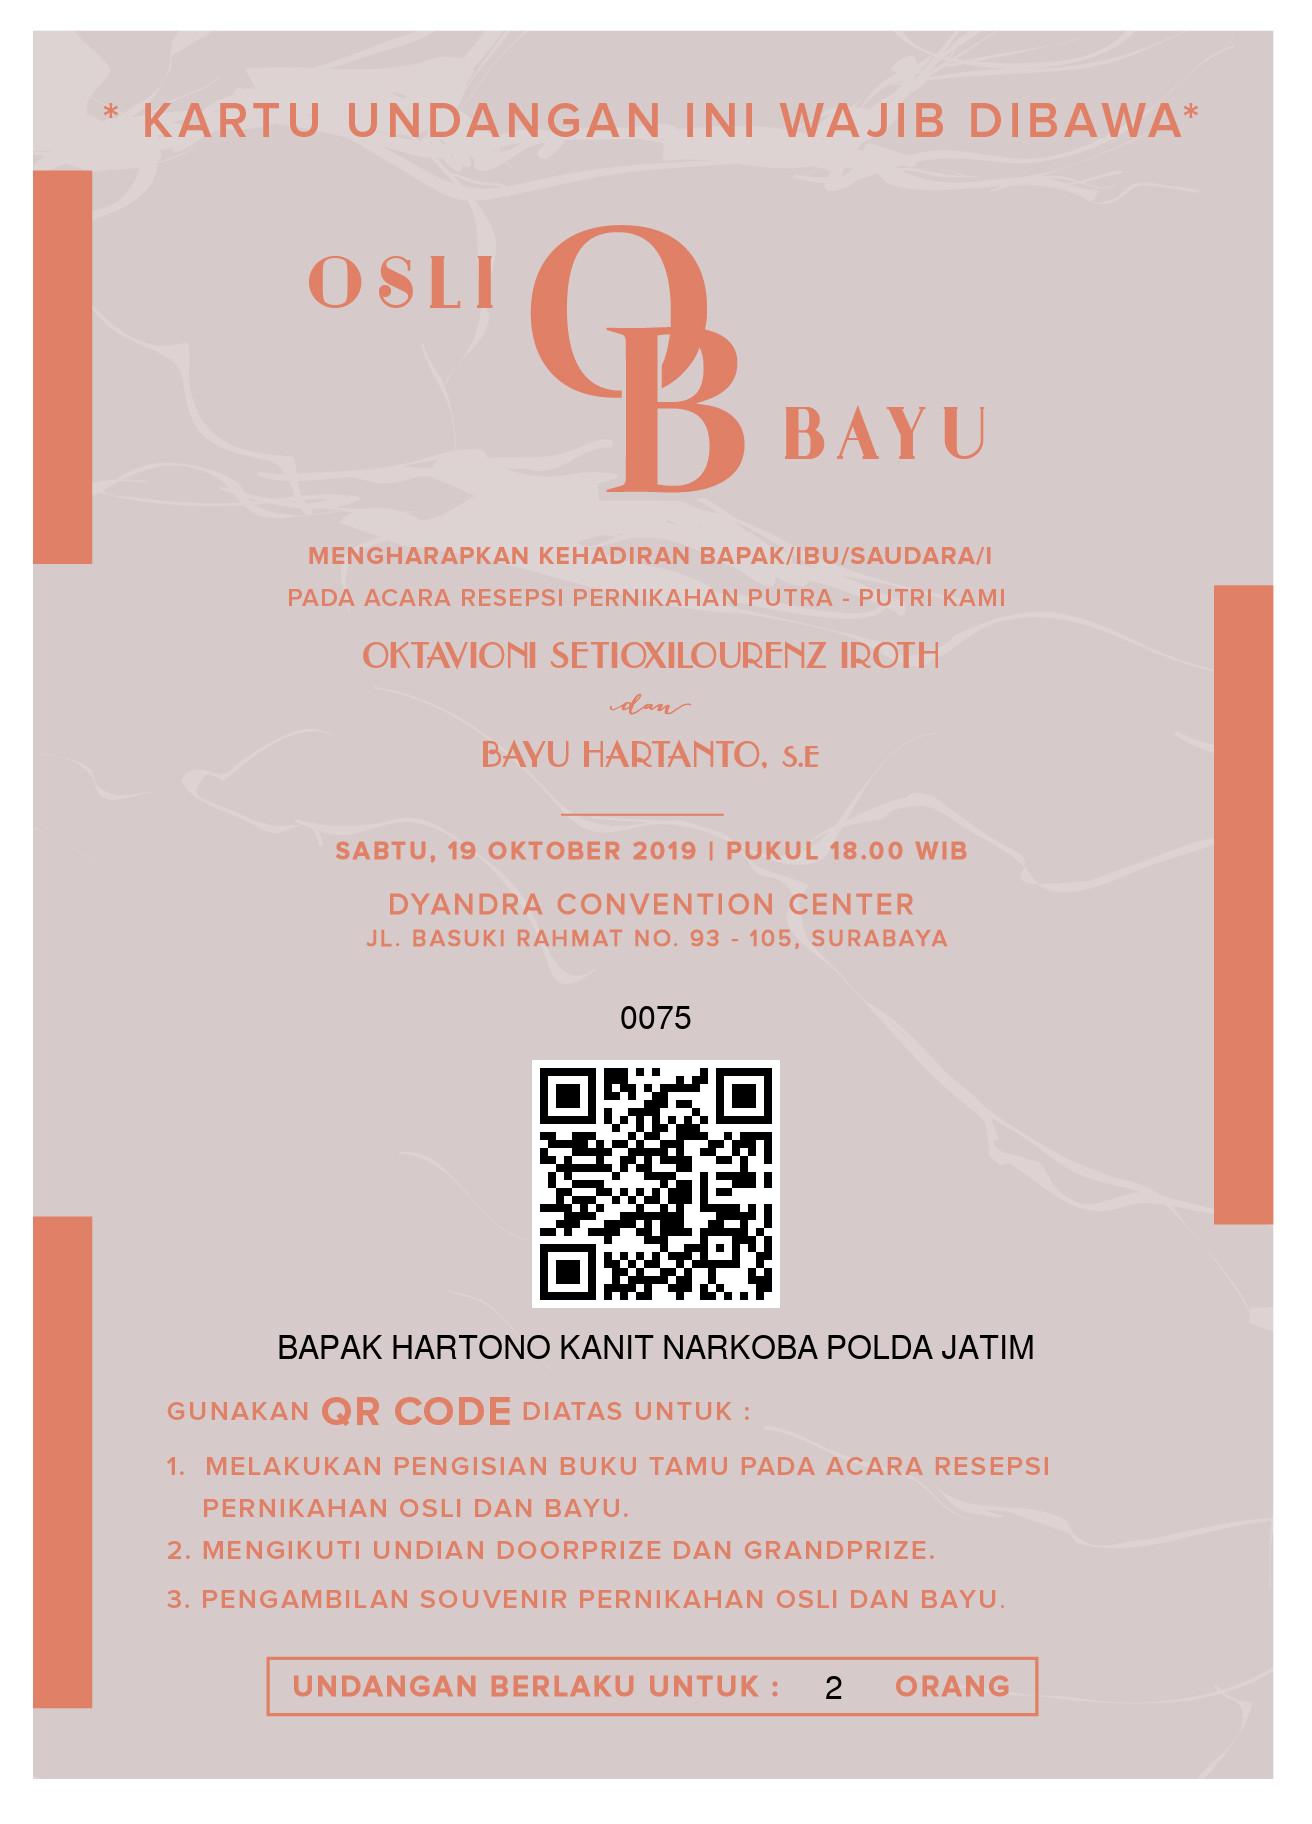 * KARTU UNDANGAN INI WAJIB DIBAWA*
OSLI
OB
BAYU
MENGHARAPKAN KEHADIRAN BAPAK/IBU/SAUDARA/I
PADA ACARA RESEPSI PERNIKAHAN PUTRA - PUTRI KAMI
OKTAVIONI SETIOXILOURENZ IROTH
dan
BAYU HARTANTO, S.E
SABTU, 19 OKTOBER 2019 | PUKUL 18.00 WIB
DYANDRA CONVENTION CENTER
JL. BASUKI RAHMAT NO. 93 - 105, SURABAYA
0075
BAPAK HARTONO KANIT NARKOBA POLDA JATIM
GUNAKAN QR CODE DIATAS UNTUK :
1. MELAKUKAN PENGISIAN BUKU TAMU PADA ACARA RESEPSI
PERNIKAHAN OSLI DAN BAYU.
2. MENGIKUTI UNDIAN DOORPRIZE DAN GRANDPRIZE.
3. PENGAMBILAN SOUVENIR PERNIKAHAN OSLI DAN BAYU.
UNDANGAN BERLAKU UNTUK : 2 ORANG